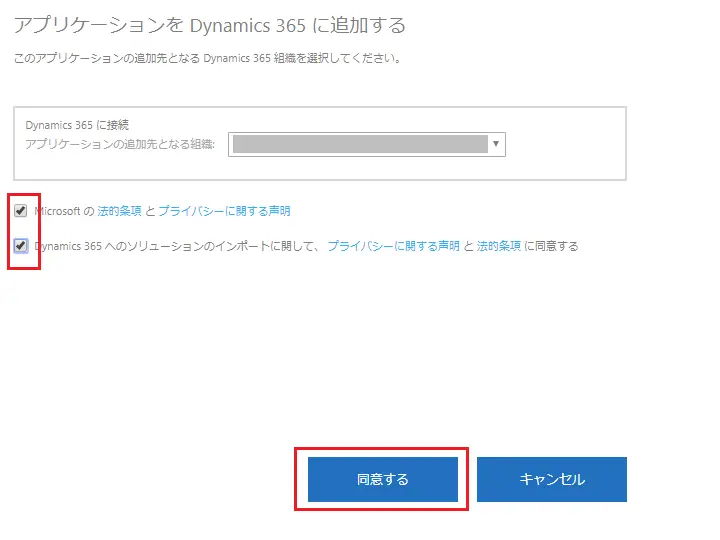 アプリケーションを Dynamics 365 に追加する
このアプリケーションの追加先となる Dynamics 365 組織を選択してください。
Dynamics 365 に接続
アプリケーションの追加先となる組織:
Microsoft の 法的条項 と プライバシーに関する声明
Dynamics 365 へのソリューションのインポートに関して、 プライバシーに関する声明 と 法的条項 に同意する
同意する
キャンセル